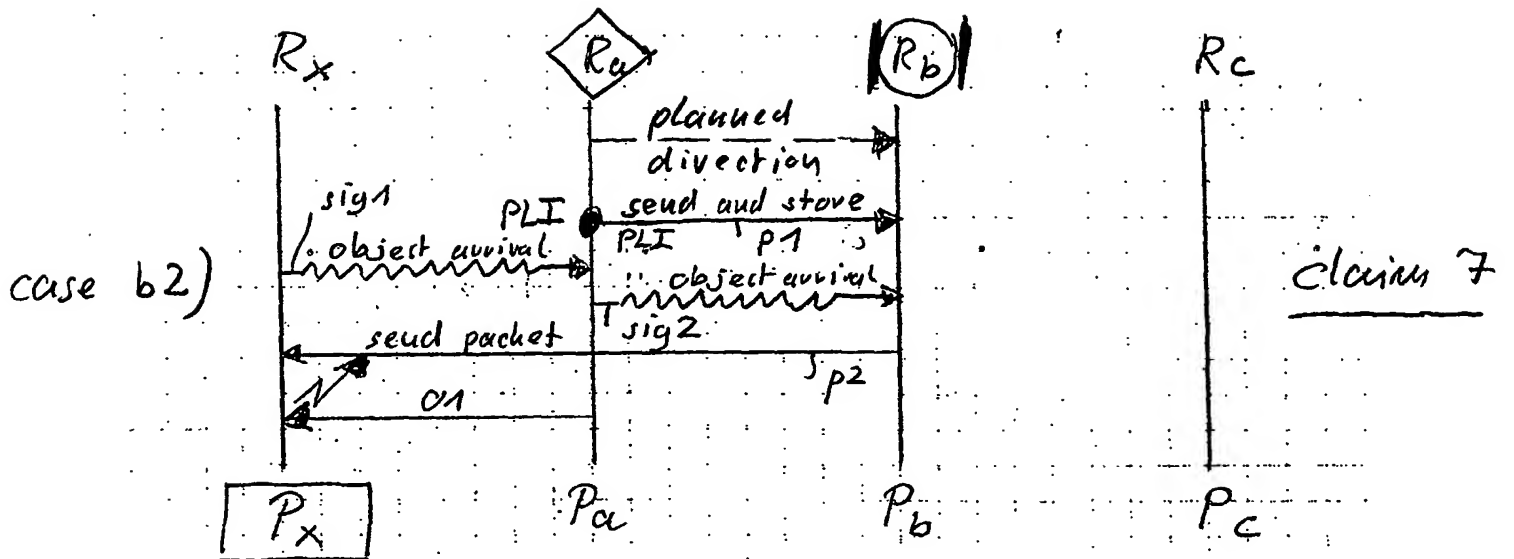 Rx Ra Rb Rc
planned
direction
sig1 PLI send and store
PLI p1
object arrival
case b2) object arrival claim 7
send packet sig2
p2
01
Px Pa Pb Pc